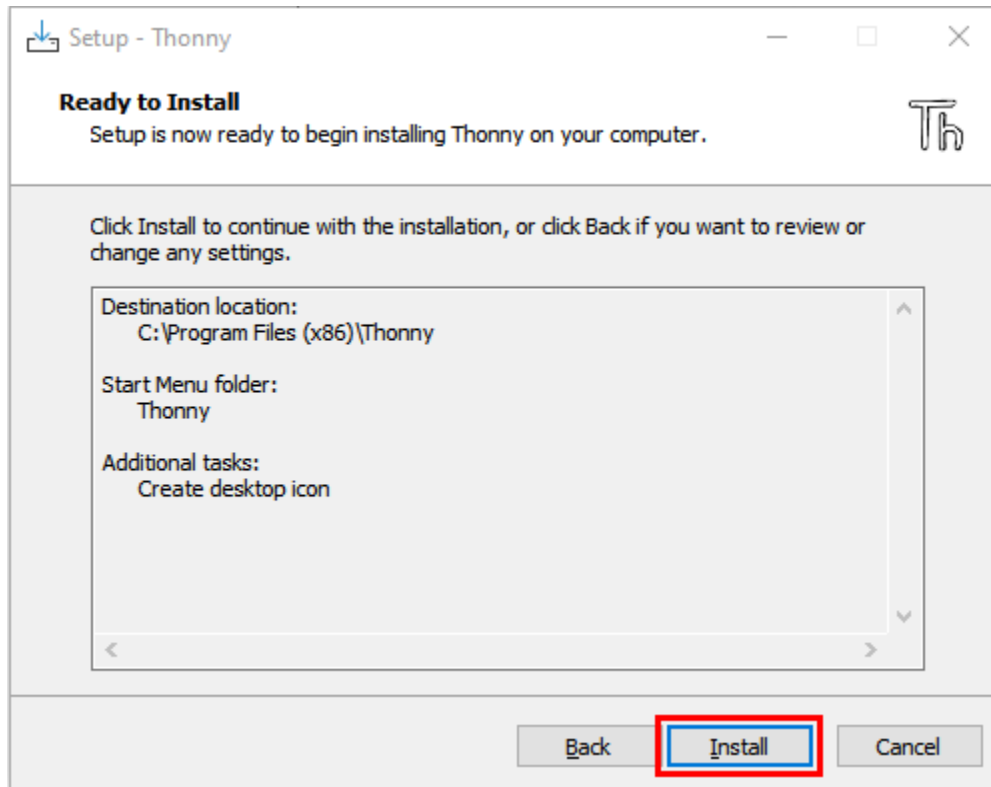 Setup - Thonny
Ready to Install
Setup is now ready to begin installing Thonny on your computer.
Th
Click Install to continue with the installation, or click Back if you want to review or
change any settings.
Destination location:
C:\Program Files (x86)\Thonny
Start Menu folder:
Thonny
Additional tasks:
Create desktop icon
Back Install Cancel